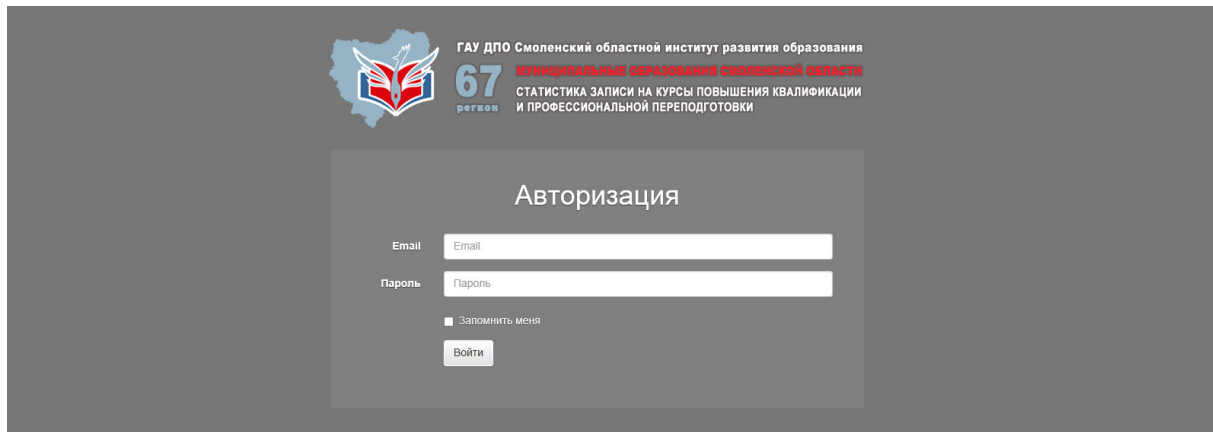 ГАУ ДПО Смоленский областной институт развития образования
67
регион
МУНИЦИПАЛЬНЫЕ ОБРАЗОВАНИЯ СМОЛЕНСКОЙ ОБЛАСТИ
СТАТИСТИКА ЗАПИСИ НА КУРСЫ ПОВЫШЕНИЯ КВАЛИФИКАЦИИ
И ПРОФЕССИОНАЛЬНОЙ ПЕРЕПОДГОТОВКИ
Авторизация
Email Email
Пароль Пароль
Запомнить меня
Войти